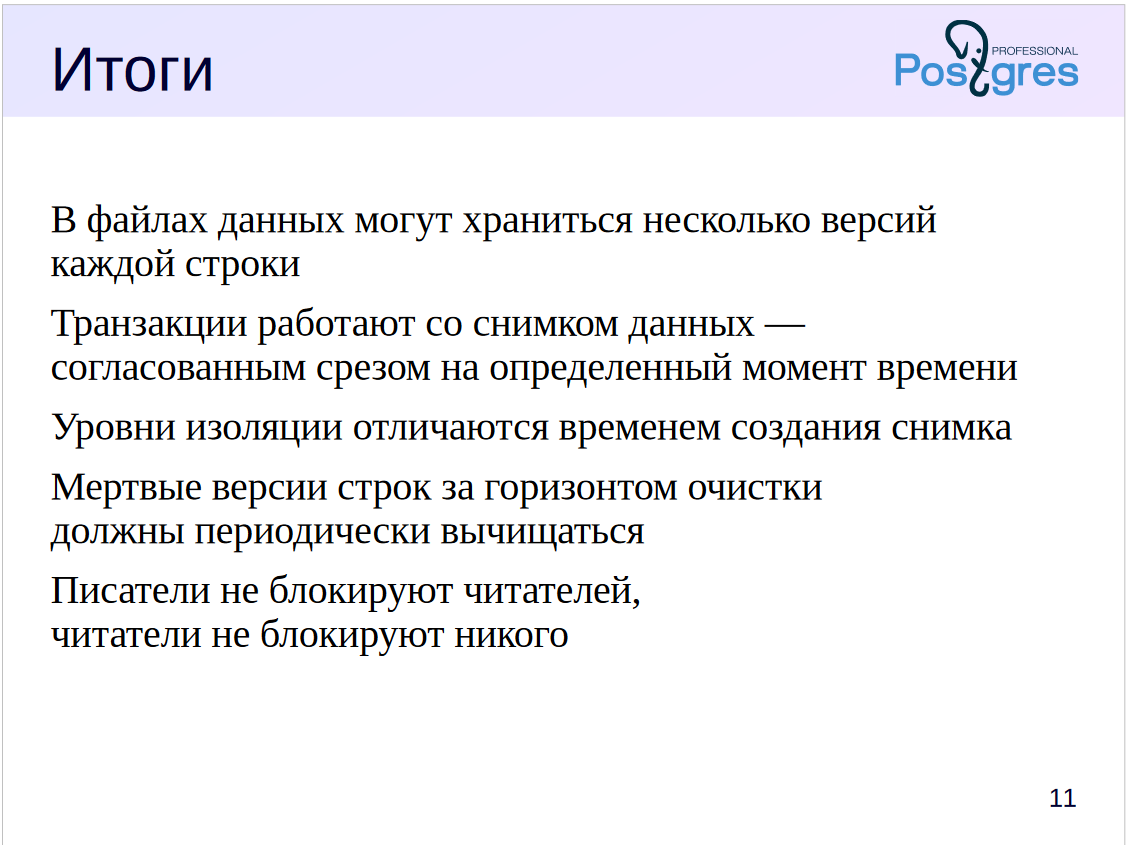 Итоги
PROFESSIONAL
Postgres
В файлах данных могут храниться несколько версий
каждой строки
Транзакции работают со снимком данных —
согласованным срезом на определенный момент времени
Уровни изоляции отличаются временем создания снимка
Мертвые версии строк за горизонтом очистки
должны периодически вычищаться
Писатели не блокируют читателей,
читатели не блокируют никого
11